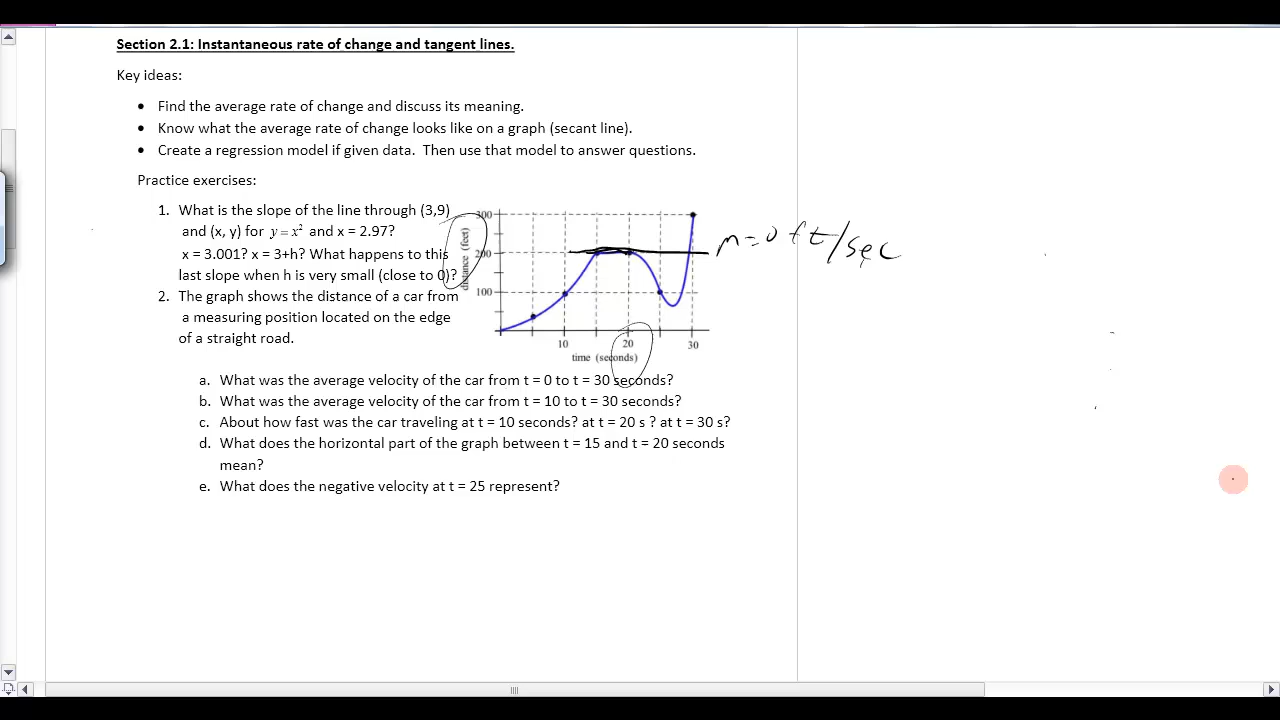 Section 2.1: Instantaneous rate of change and tangent lines.
Key ideas:
• Find the average rate of change and discuss its meaning.
• Know what the average rate of change looks like on a graph (secant line).
• Create a regression model if given data. Then use that model to answer questions.
Practice exercises:
1. What is the slope of the line through (3,9)
and (x, y) for y = x² and x = 2.97?
x = 3.001? x = 3+h? What happens to this
last slope when h is very small (close to 0)?
2. The graph shows the distance of a car from
a measuring position located on the edge
of a straight road.
distance (feet)
300
200
100
10 20 30
time (seconds)
m=0 ft/sec
a. What was the average velocity of the car from t = 0 to t = 30 seconds?
b. What was the average velocity of the car from t = 10 to t = 30 seconds?
c. About how fast was the car traveling at t = 10 seconds? at t = 20 s ? at t = 30 s?
d. What does the horizontal part of the graph between t = 15 and t = 20 seconds
mean?
e. What does the negative velocity at t = 25 represent?